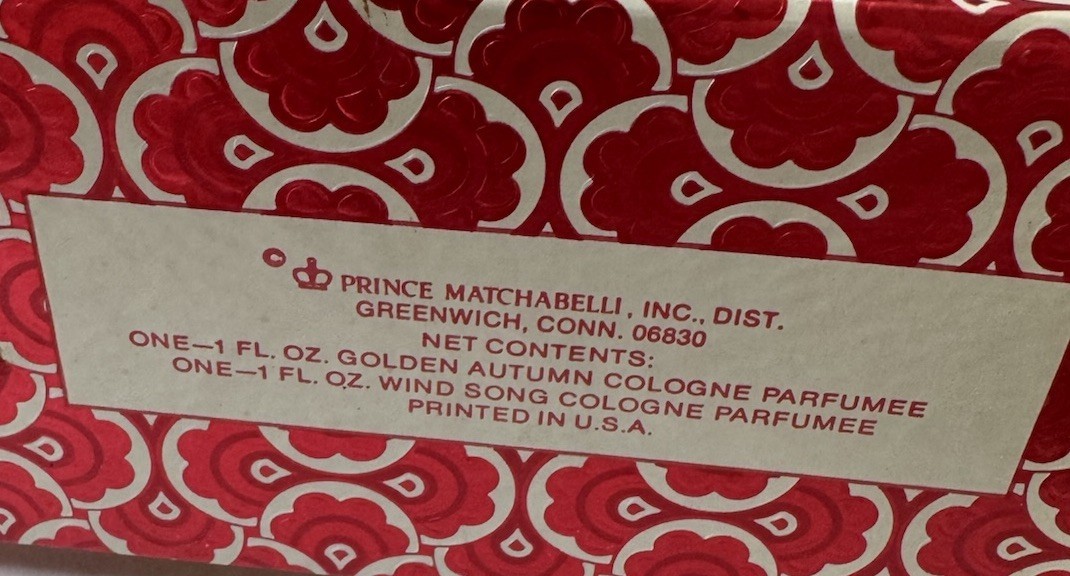 © PRINCE MATCHABELLI, INC., DIST.
GREENWICH, CONN. 06830
NET CONTENTS:
ONE—1 FL. OZ. GOLDEN AUTUMN COLOGNE PARFUMEE
ONE—1 FL. OZ. WIND SONG COLOGNE PARFUMEE
PRINTED IN U.S.A.